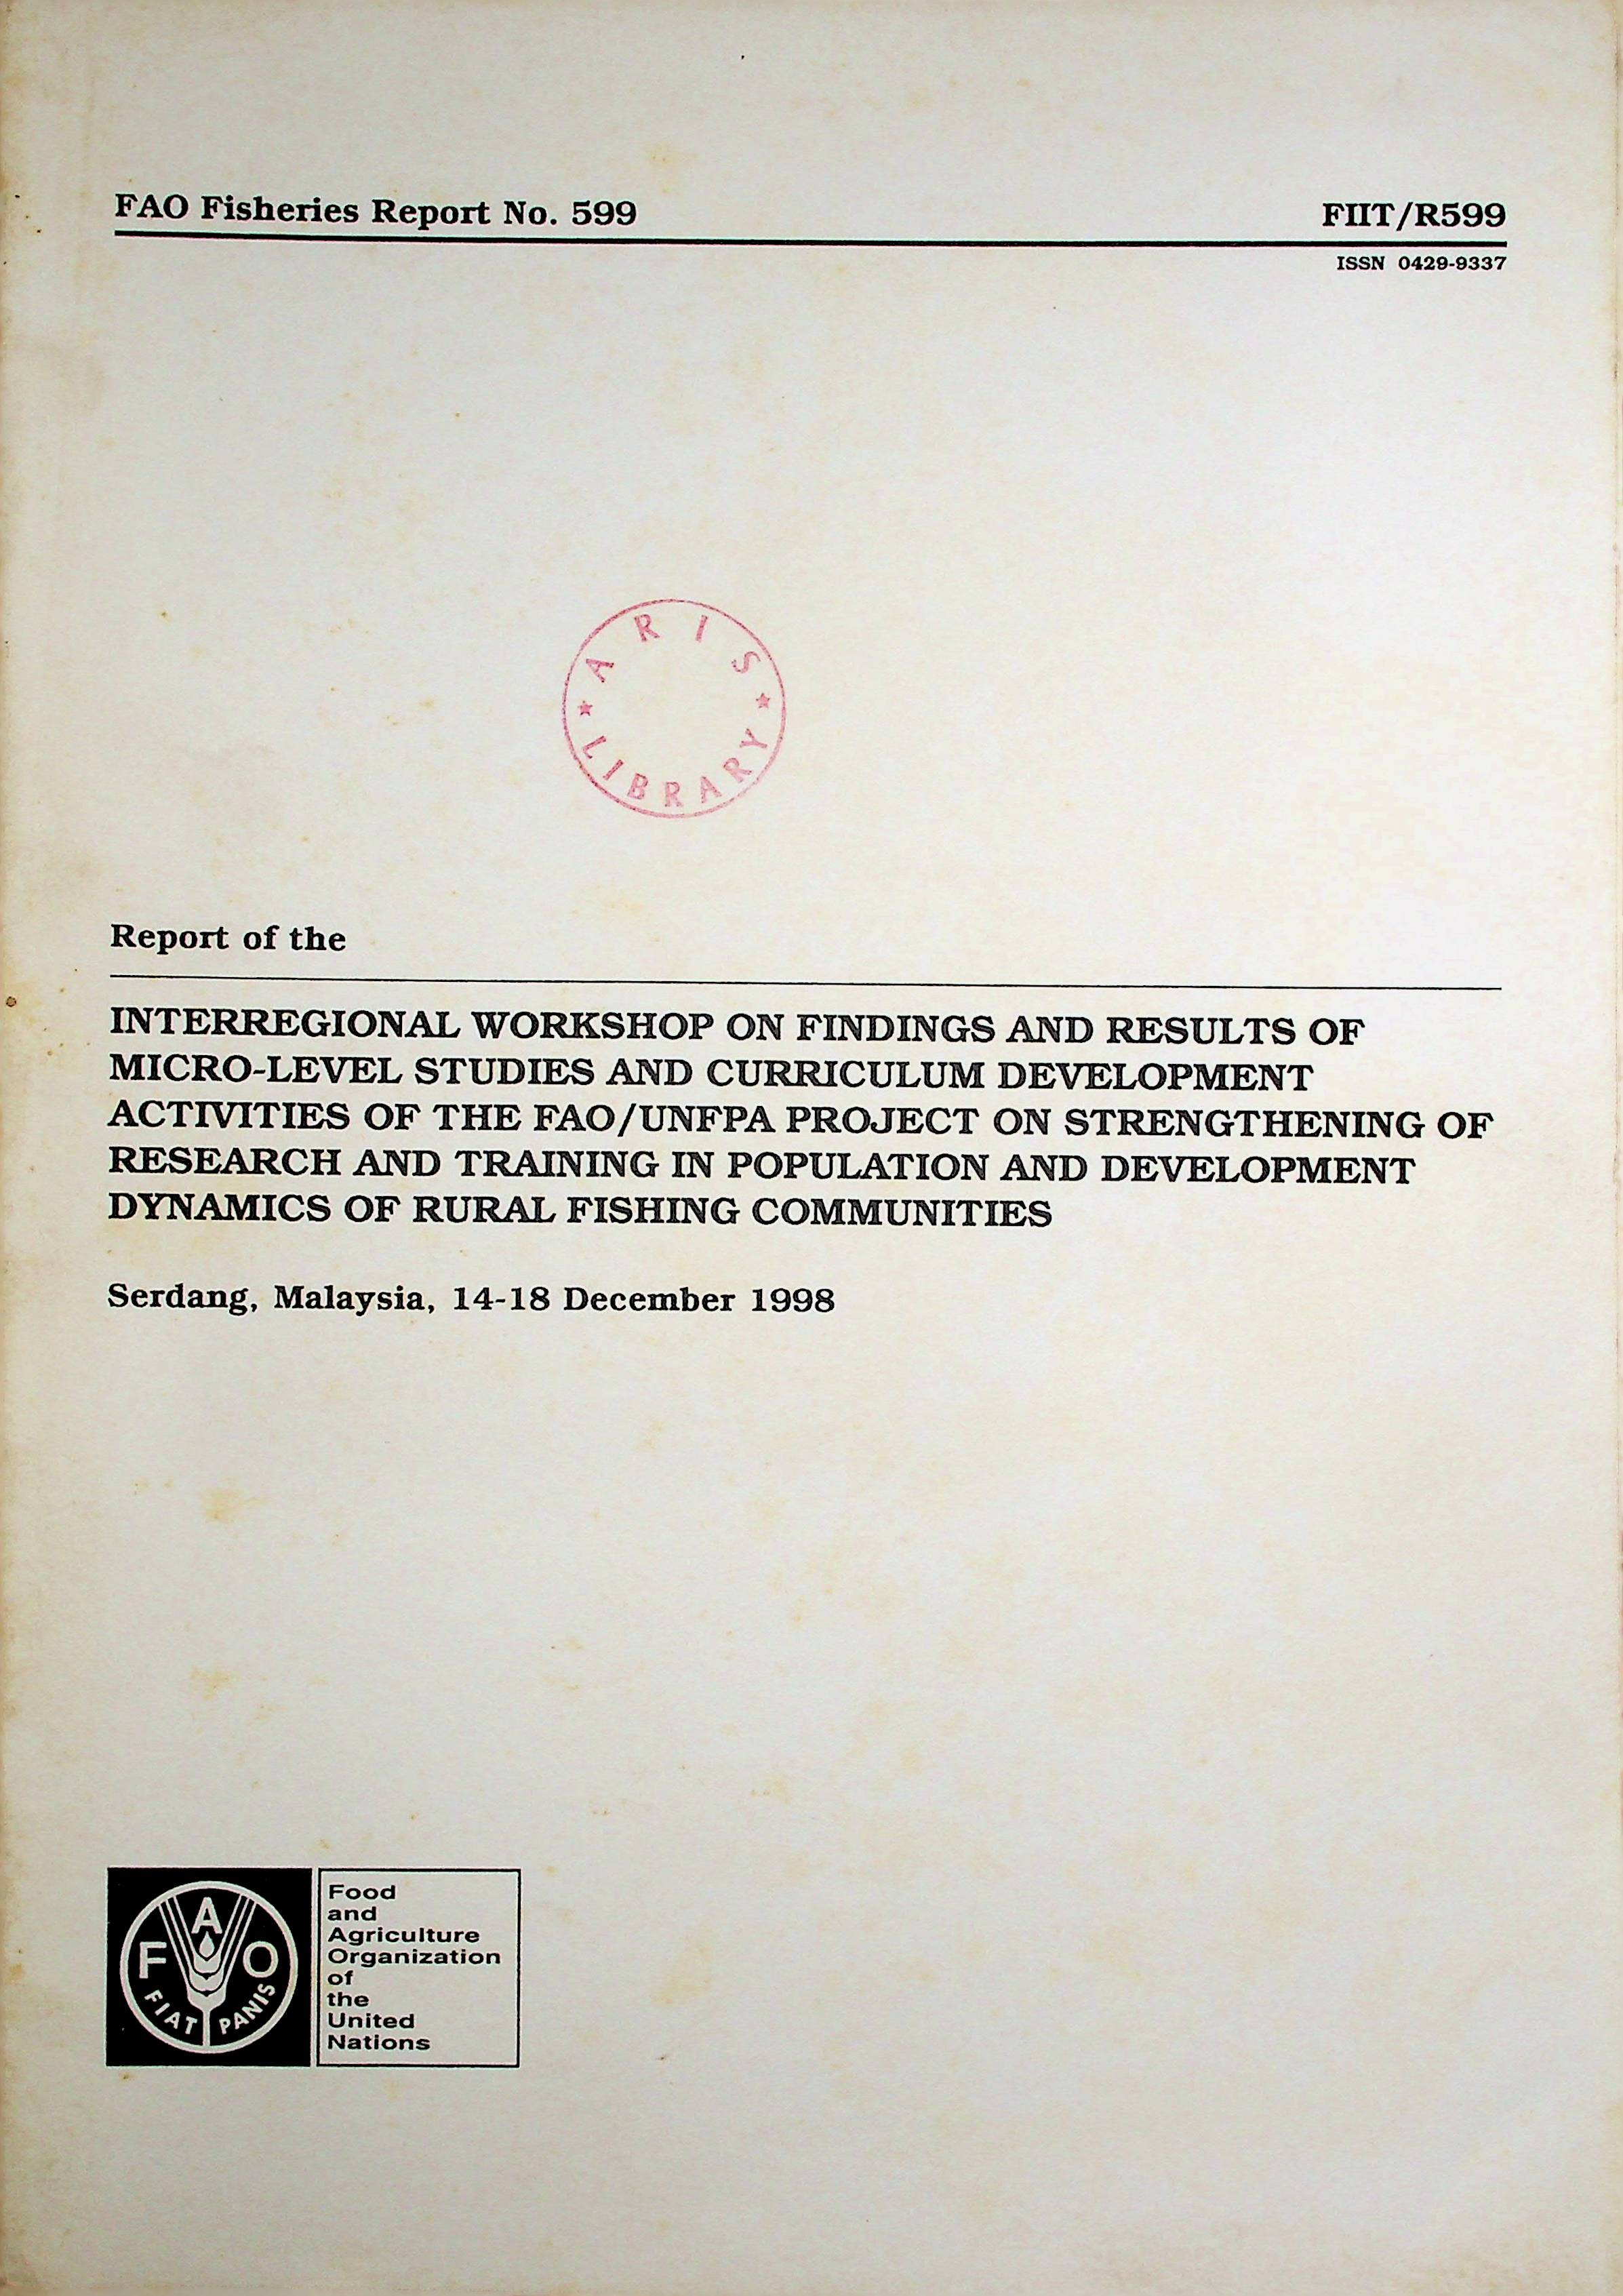 FAO Fisheries Report No. 599
FIIT/R599
ISSN 0429-9337
ARIS
LIBRARY
Report of the
INTERREGIONAL WORKSHOP ON FINDINGS AND RESULTS OF
MICRO-LEVEL STUDIES AND CURRICULUM DEVELOPMENT
ACTIVITIES OF THE FAO/UNFPA PROJECT ON STRENGTHENING OF
RESEARCH AND TRAINING IN POPULATION AND DEVELOPMENT
DYNAMICS OF RURAL FISHING COMMUNITIES
Serdang, Malaysia, 14-18 December 1998
FAO
FIAT PANIS
Food
and
Agriculture
Organization
of
the
United
Nations